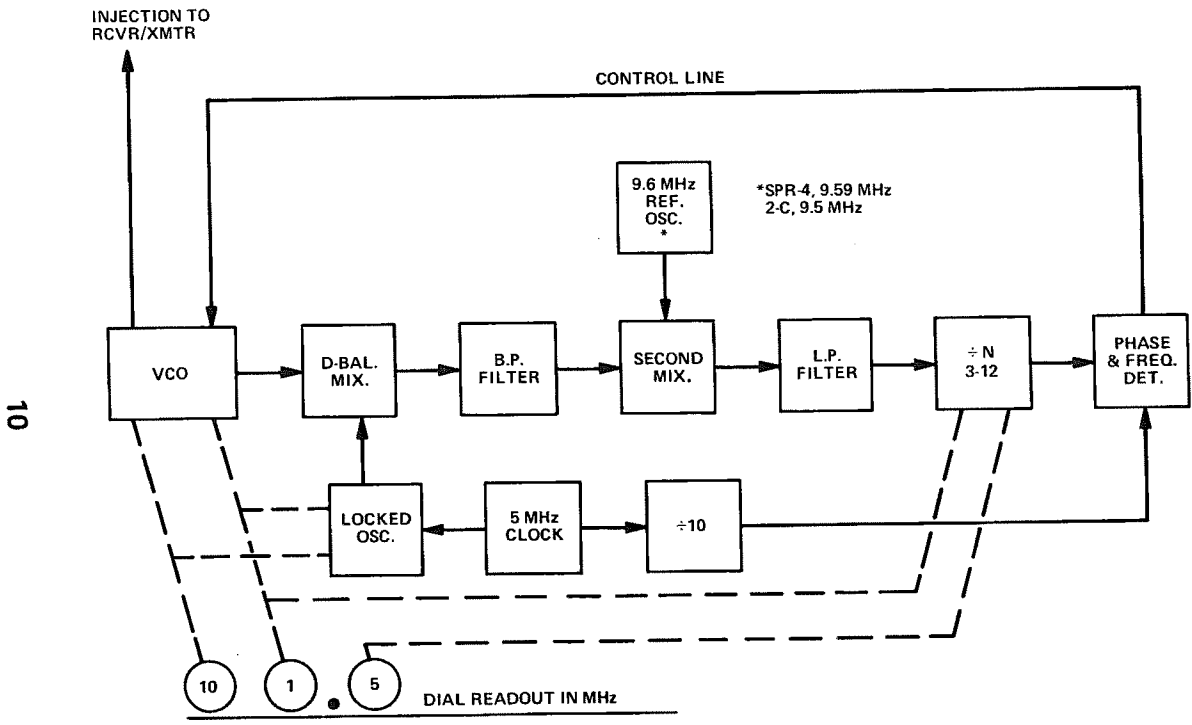 INJECTION TO
RCVR/XMTR
CONTROL LINE
9.6 MHz
REF.
OSC.
*
*SPR-4, 9.59 MHz
2-C, 9.5 MHz
VCO
D-BAL.
MIX.
B.P.
FILTER
SECOND
MIX.
L.P.
FILTER
÷ N
3-12
PHASE
& FREQ.
DET.
10
LOCKED
OSC.
5 MHz
CLOCK
÷10
10
1
.
5
DIAL READOUT IN MHz